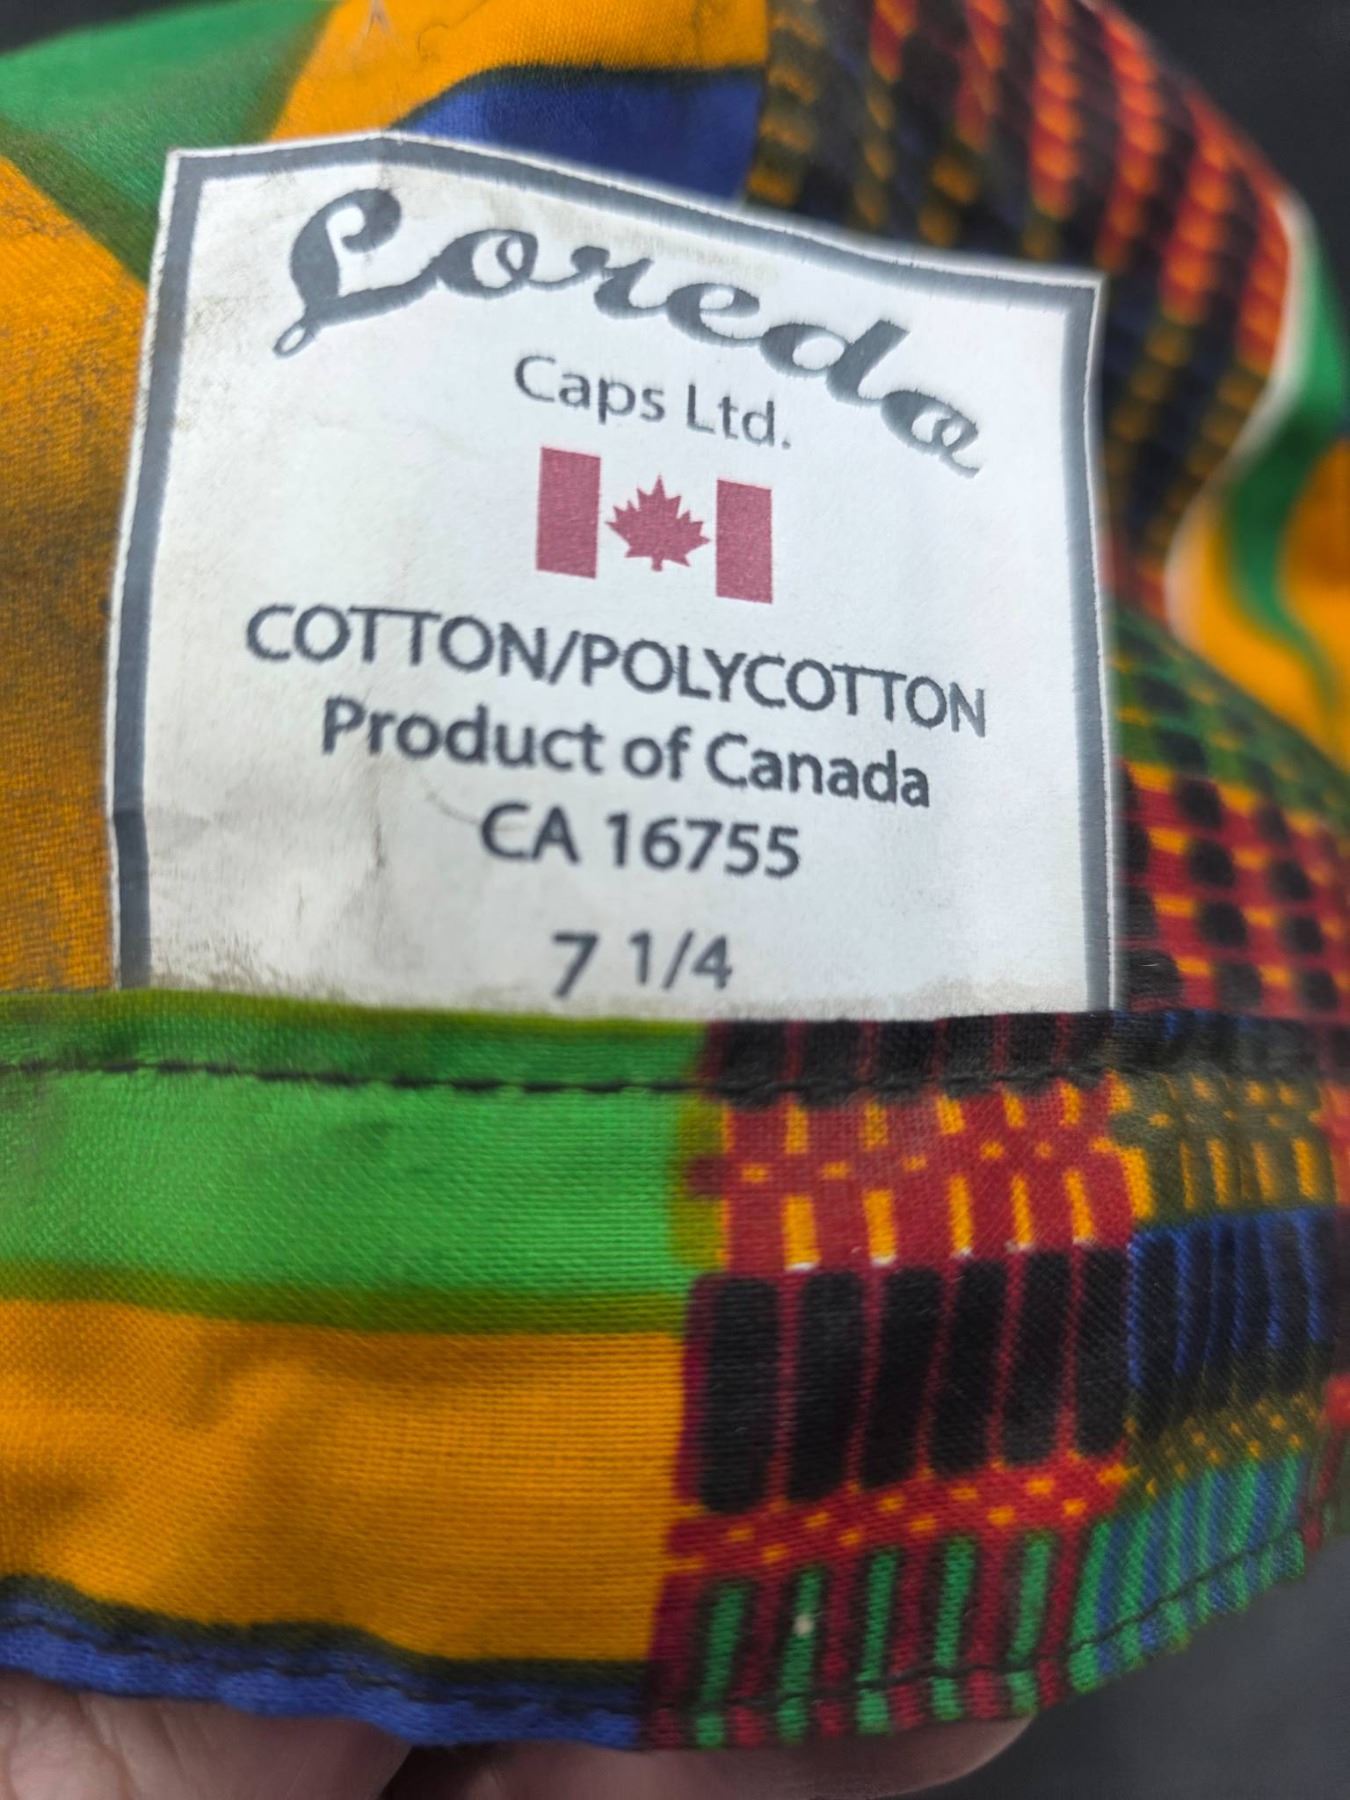 Loreda
Caps Ltd.
COTTON/POLYCOTTON
Product of Canada
CA 16755
7 1/4